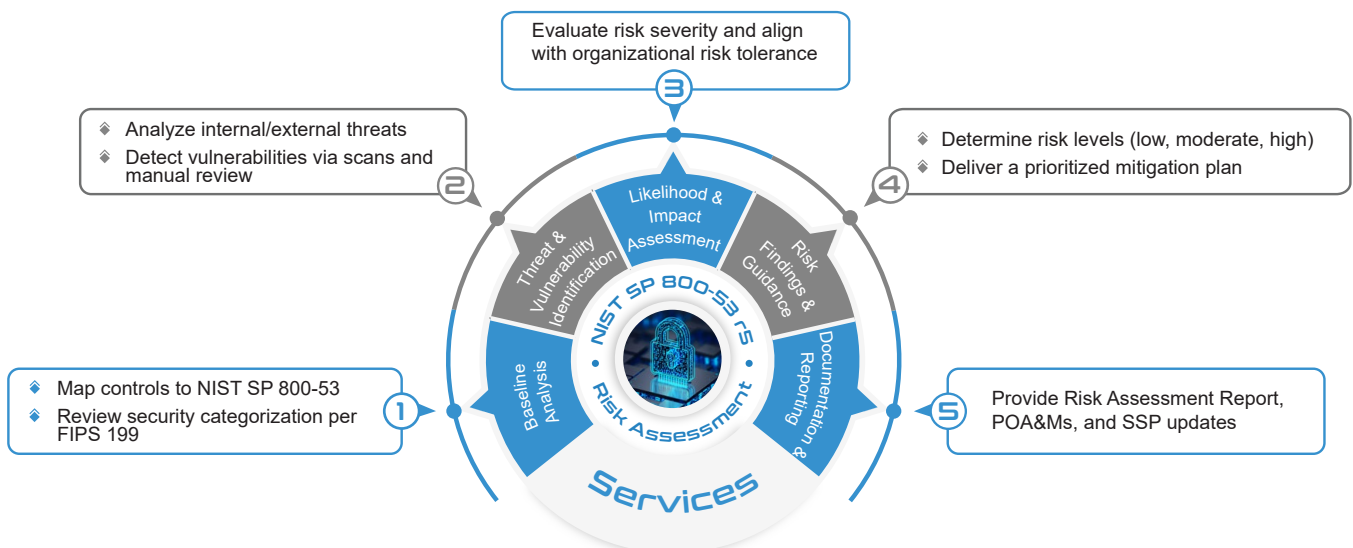 Evaluate risk severity and align
with organizational risk tolerance
3
Analyze internal/external threats
Detect vulnerabilities via scans and
manual review
2
Determine risk levels (low, moderate, high)
Deliver a prioritized mitigation plan
4
Likelihood &
Impact
Assessment
Threat &
Vulnerability
Identification
Risk
Findings &
Guidance
NIST SP 800-53 r5
Risk Assessment
Baseline
Analysis
Documentation &
Reporting
Map controls to NIST SP 800-53
Review security categorization per
FIPS 199
1
5
Provide Risk Assessment Report,
POA&Ms, and SSP updates
Services